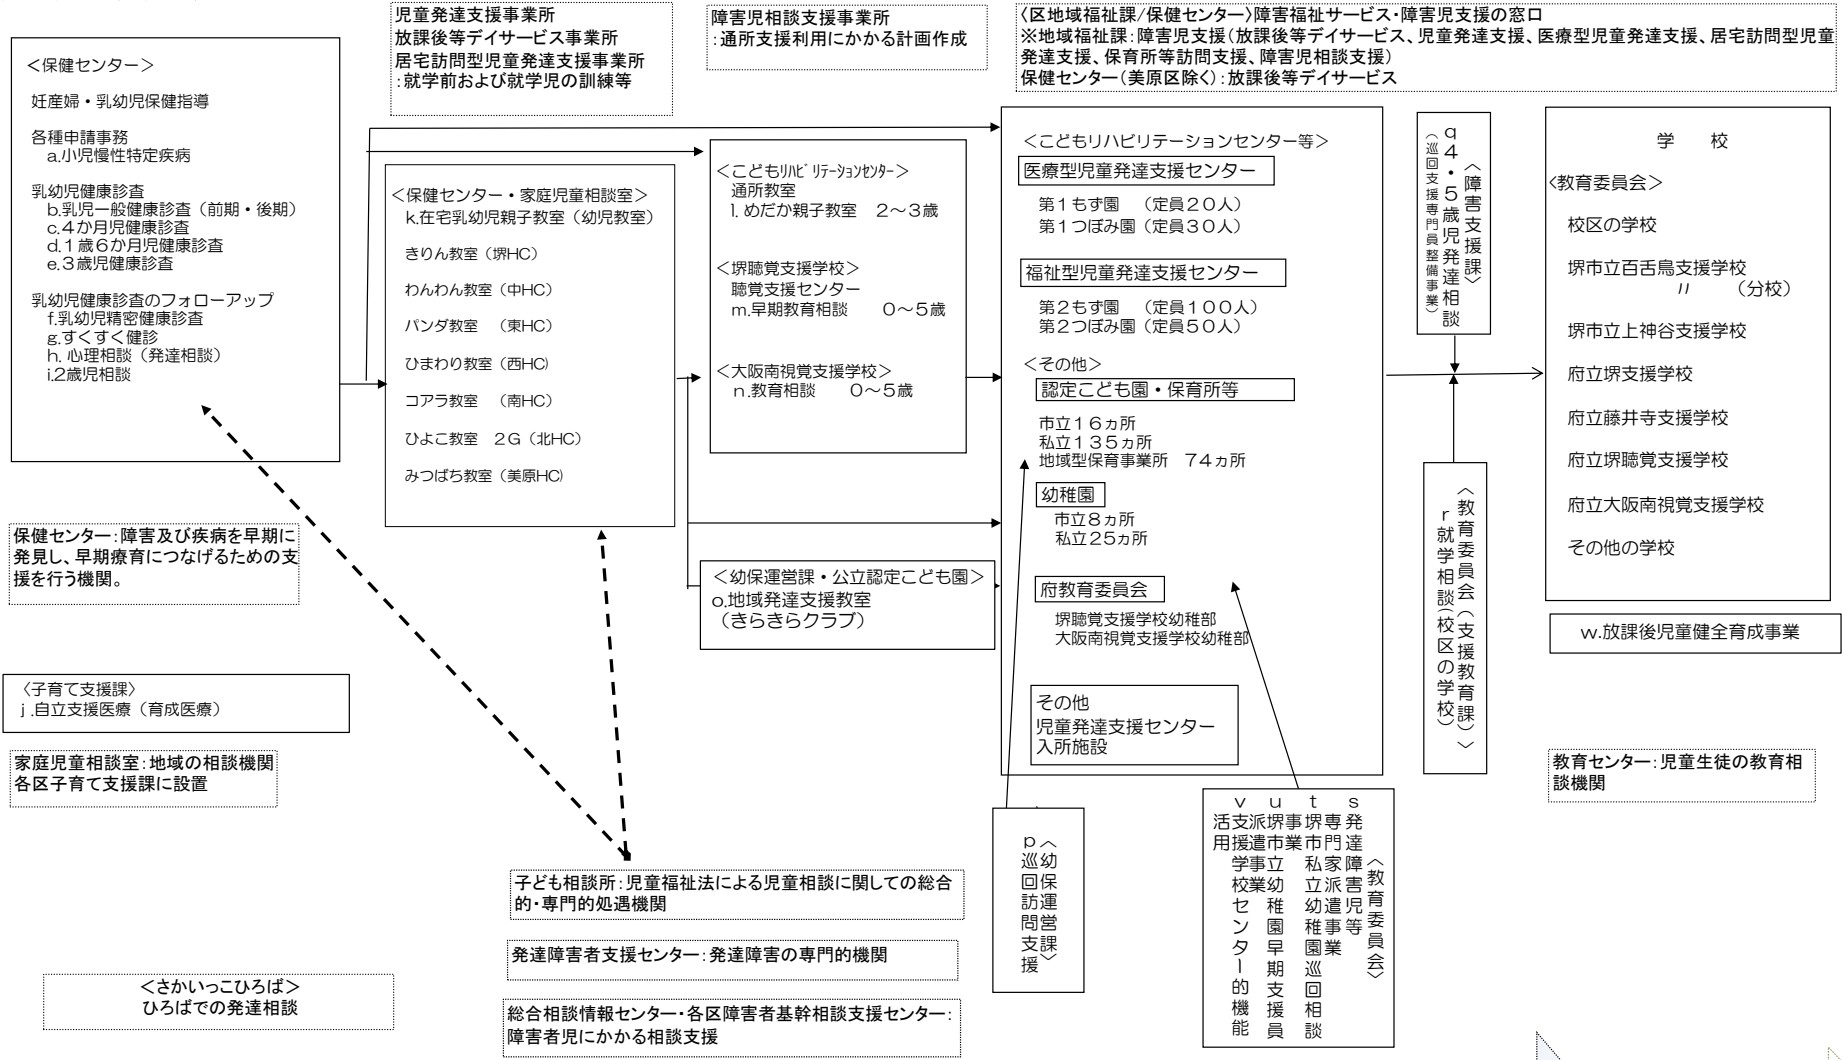 児童発達支援事業所
放課後等デイサービス事業所
居宅訪問型児童発達支援事業所
:就学前および就学児の訓練等
障害児相談支援事業所
:通所支援利用にかかる計画作成
〈区地域福祉課/保健センター〉障害福祉サービス・障害児支援の窓口
※地域福祉課:障害児支援(放課後等デイサービス、児童発達支援、医療型児童発達支援、居宅訪問型児童
発達支援、保育所等訪問支援、障害児相談支援)
保健センター(美原区除く):放課後等デイサービス
＜保健センター＞
妊産婦・乳幼児保健指導
各種申請事務
a.小児慢性特定疾病
乳幼児健康診査
b.乳児一般健康診査（前期・後期）
c.4か月児健康診査
d.1歳6か月児健康診査
e.3歳児健康診査
乳幼児健康診査のフォローアップ
f.乳幼児精密健康診査
g.すくすく健診
h.心理相談（発達相談）
i.2歳児相談
保健センター:障害及び疾病を早期に
発見し、早期療育につなげるための支
援を行う機関。
〈子育て支援課〉
j.自立支援医療（育成医療）
家庭児童相談室:地域の相談機関
各区子育て支援課に設置
＜さかいっこひろば＞
ひろばでの発達相談
＜保健センター・家庭児童相談室＞
k.在宅乳幼児親子教室（幼児教室）
きりん教室（堺HC）
わんわん教室（中HC）
パンダ教室　（東HC）
ひまわり教室（西HC)
コアラ教室　（南HC）
ひよこ教室　２G（北HC）
みつばち教室（美原HC)
＜こどもﾘﾊﾋﾞﾘﾃｰｼｮﾝｾﾝﾀｰ＞
通所教室
l.めだか親子教室　２～３歳
＜堺聴覚支援学校＞
聴覚支援センター
m.早期教育相談　　０～５歳
＜大阪南視覚支援学校＞
n.教育相談　　０～５歳
＜幼保運営課・公立認定こども園＞
o.地域発達支援教室
（きらきらクラブ）
子ども相談所:児童福祉法による児童相談に関しての総合
的・専門的処遇機関
発達障害者支援センター:発達障害の専門的機関
総合相談情報センター・各区障害者基幹相談支援センター:
障害者児にかかる相談支援
＜こどもリハビリテーションセンター等＞
医療型児童発達支援センター
第１もず園　（定員２０人）
第１つぼみ園（定員３０人）
福祉型児童発達支援センター
第２もず園　（定員１００人）
第２つぼみ園（定員５０人）
＜その他＞
認定こども園・保育所等
市立１６ヵ所
私立１３５ヵ所
地域型保育事業所　７４ヵ所
幼稚園
市立８ヵ所
私立２５ヵ所
府教育委員会
堺聴覚支援学校幼稚部
大阪南視覚支援学校幼稚部
その他
児童発達支援センター
入所施設
〈幼保運営課〉
p巡回訪問支援
〈教育委員会〉
s発達障害児等
専門家派遣事業
t堺市私立幼稚園巡回相談
事業
u堺市立幼稚園早期支援員
派遣事業
v支援学校センター的機能
活用
〈障害支援課〉
q４・５歳児発達相談
（巡回支援専門員整備事業）
〈教育委員会（支援教育課）〉
r就学相談（校区の学校）
学　　校
〈教育委員会＞
校区の学校
堺市立百舌鳥支援学校
〃　　　（分校）
堺市立上神谷支援学校
府立堺支援学校
府立藤井寺支援学校
府立堺聴覚支援学校
府立大阪南視覚支援学校
その他の学校
w.放課後児童健全育成事業
教育センター:児童生徒の教育相
談機関